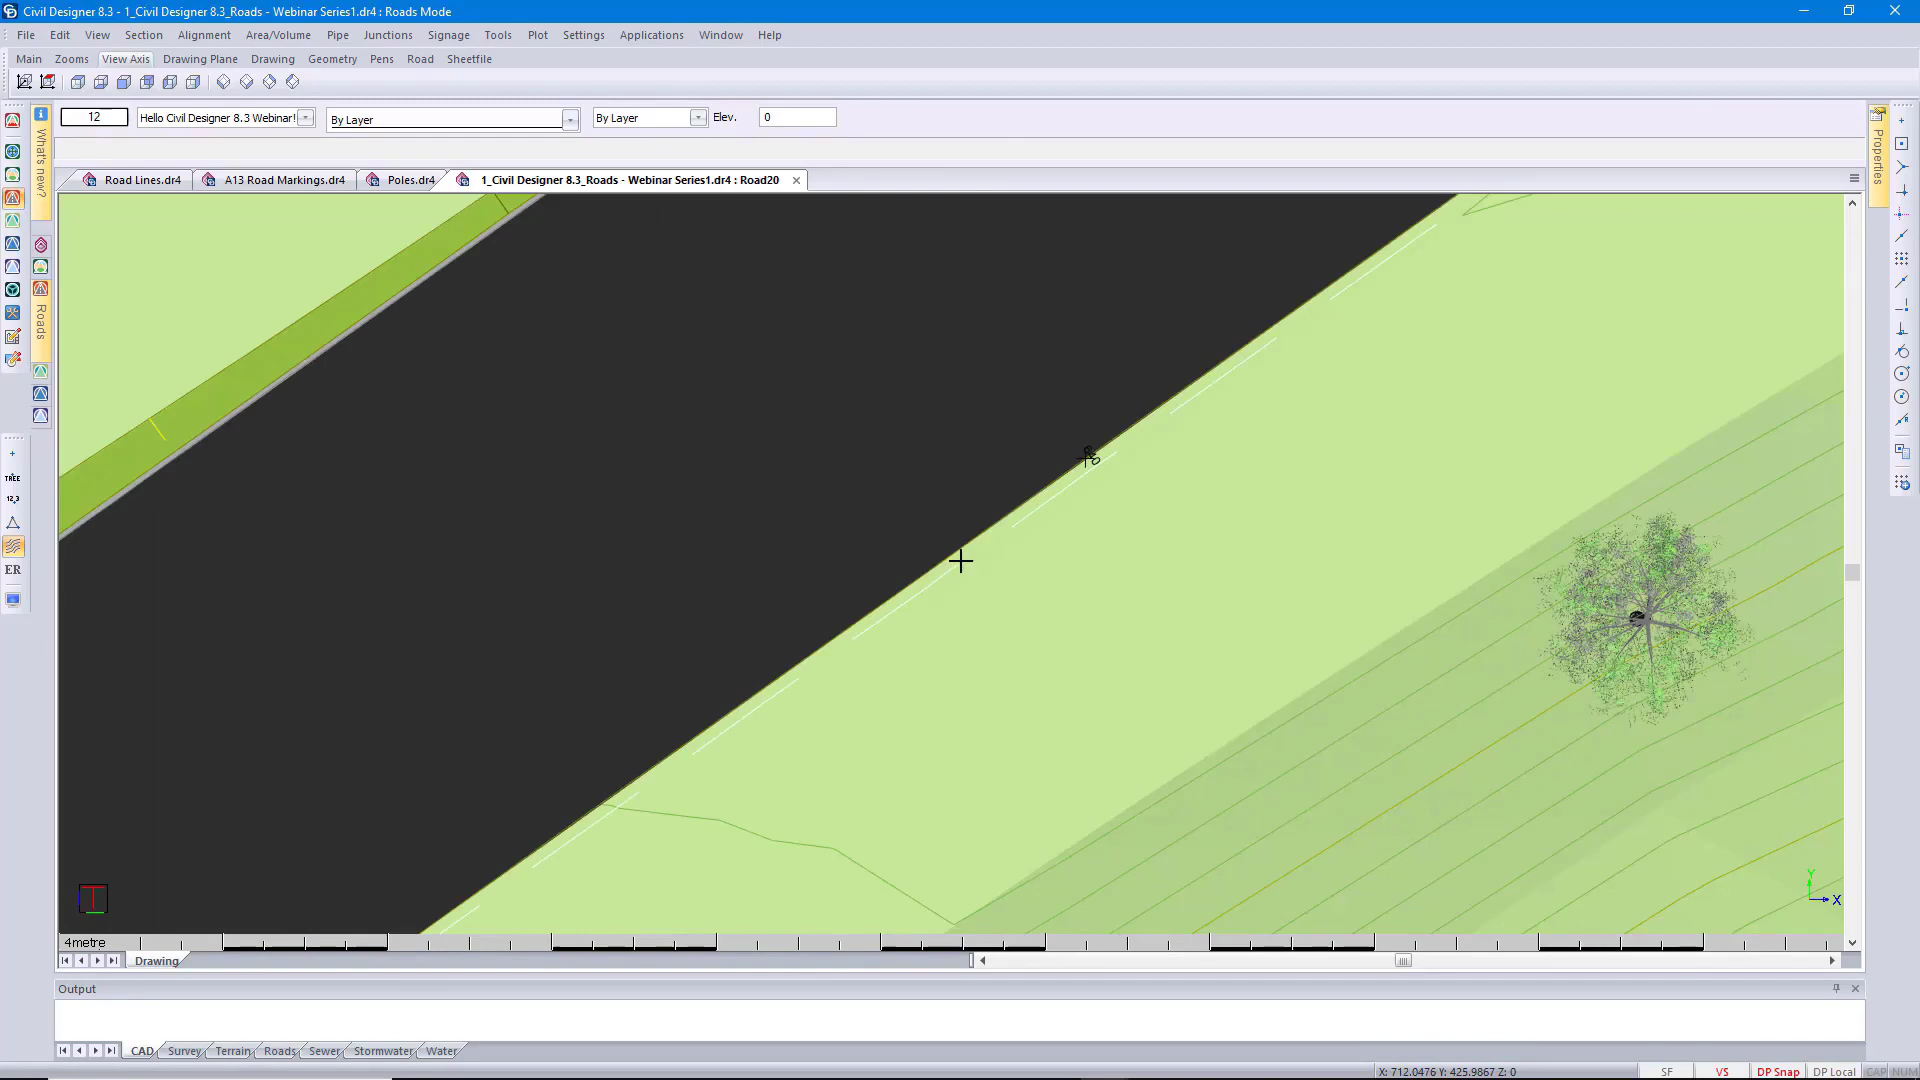 Civil Designer 8.3 - 1_Civil Designer 8.3_Roads - Webinar Series1.dr4 : Roads Mode
File Edit View Section Alignment Area/Volume Pipe Junctions Signage Tools Plot Settings Applications Window Help
Main Zooms View Axis Drawing Plane Drawing Geometry Pens Road Sheetfile
12 Hello Civil Designer 8.3 Webinar! By Layer By Layer Elev. 0
What's new?
Properties
Road Lines.dr4 A13 Road Markings.dr4 Poles.dr4 1_Civil Designer 8.3_Roads - Webinar Series1.dr4 : Road20
Roads
TREE
12.3
ER
Y
X
4metre
Drawing
Output
CAD Survey Terrain Roads Sewer Stormwater Water
X: 712.0476 Y: 425.9867 Z: 0 SF VS DP Snap DP Local CAP NUM